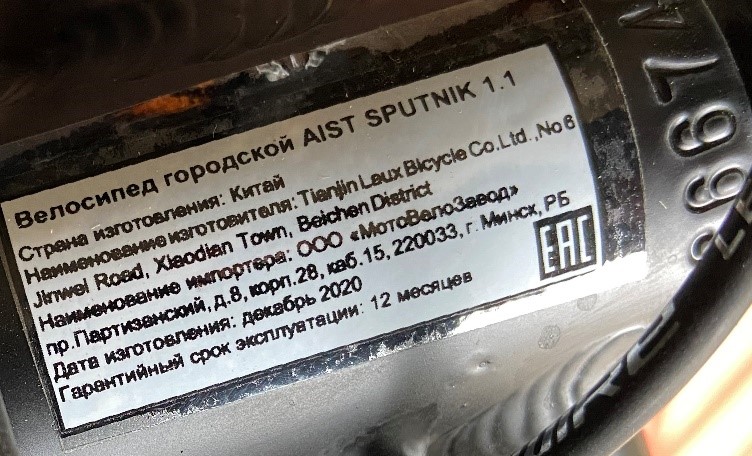 Велосипед городской AIST SPUTNIK 1.1
Страна изготовления: Китай
Наименование изготовителя: Tianjin Laux Bicycle Co.Ltd.,No 6
Jinwei Road, Xiaodian Town, Beichen District
Наименование импортера: ООО «МотоВелоЗавод»
пр.Партизанский, д.8, корп.28, каб.15, 220033, г. Минск, РБ
Дата изготовления: декабрь 2020
Гарантийный срок эксплуатации: 12 месяцев
EAC